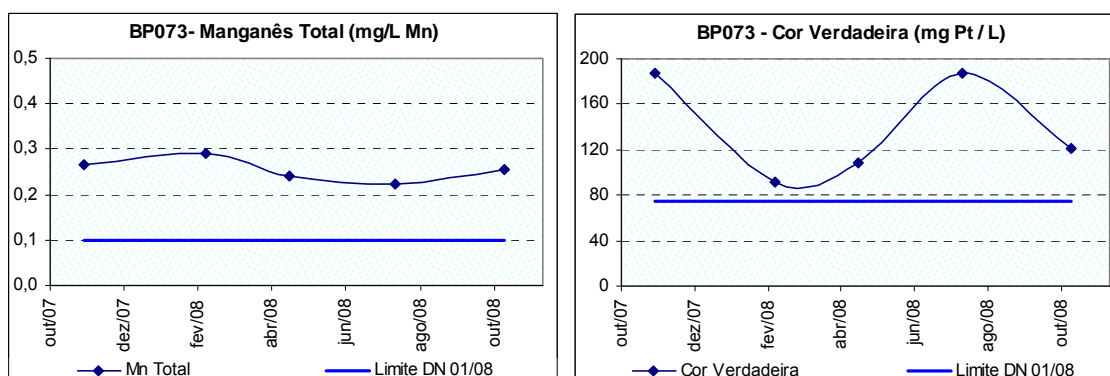 BP073- Manganês Total (mg/L Mn)
0,5
0,4
0,3
0,2
0,1
0,0
out/07
dez/07
fev/08
abr/08
jun/08
ago/08
out/08
Mn Total
Limite DN 01/08
BP073 - Cor Verdadeira (mg Pt / L)
200
160
120
80
40
0
out/07
dez/07
fev/08
abr/08
jun/08
ago/08
out/08
Cor Verdadeira
Limite DN 01/08